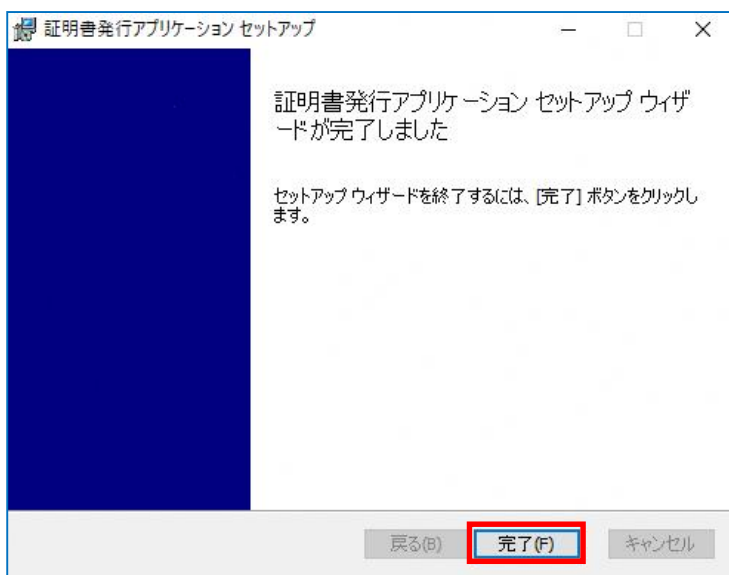 証明書発行アプリケーション セットアップ
証明書発行アプリケーション セットアップ ウィザ
ードが完了しました
セットアップ ウィザードを終了するには、[完了] ボタンをクリックし
ます。
戻る(B) 完了(F) キャンセル